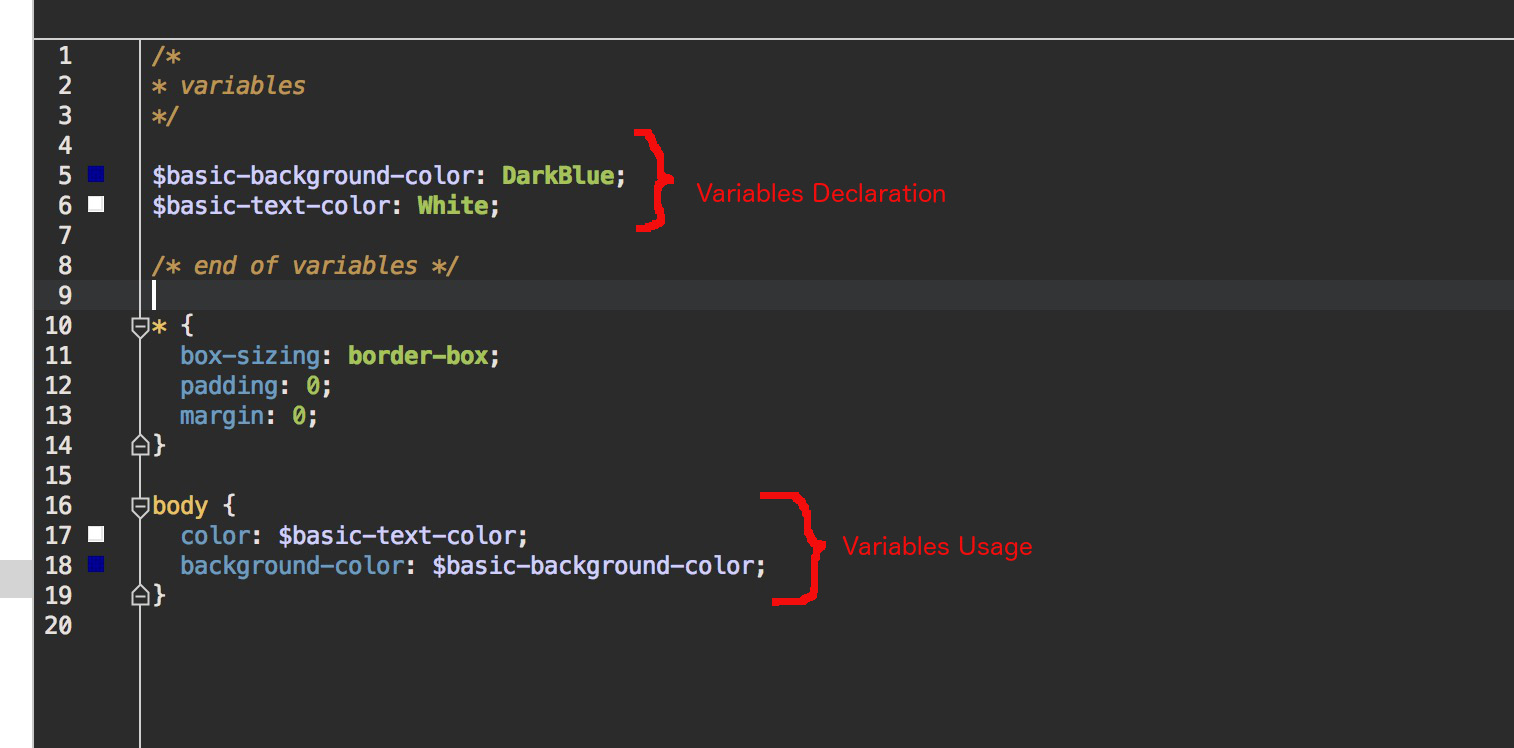 1 /*
2 * variables
3 */
4
5 $basic-background-color: DarkBlue;
6 $basic-text-color: White;
Variables Declaration
7
8 /* end of variables */
9
10 * {
11 box-sizing: border-box;
12 padding: 0;
13 margin: 0;
14 }
15
16 body {
17 color: $basic-text-color;
Variables Usage
18 background-color: $basic-background-color;
19 }
20